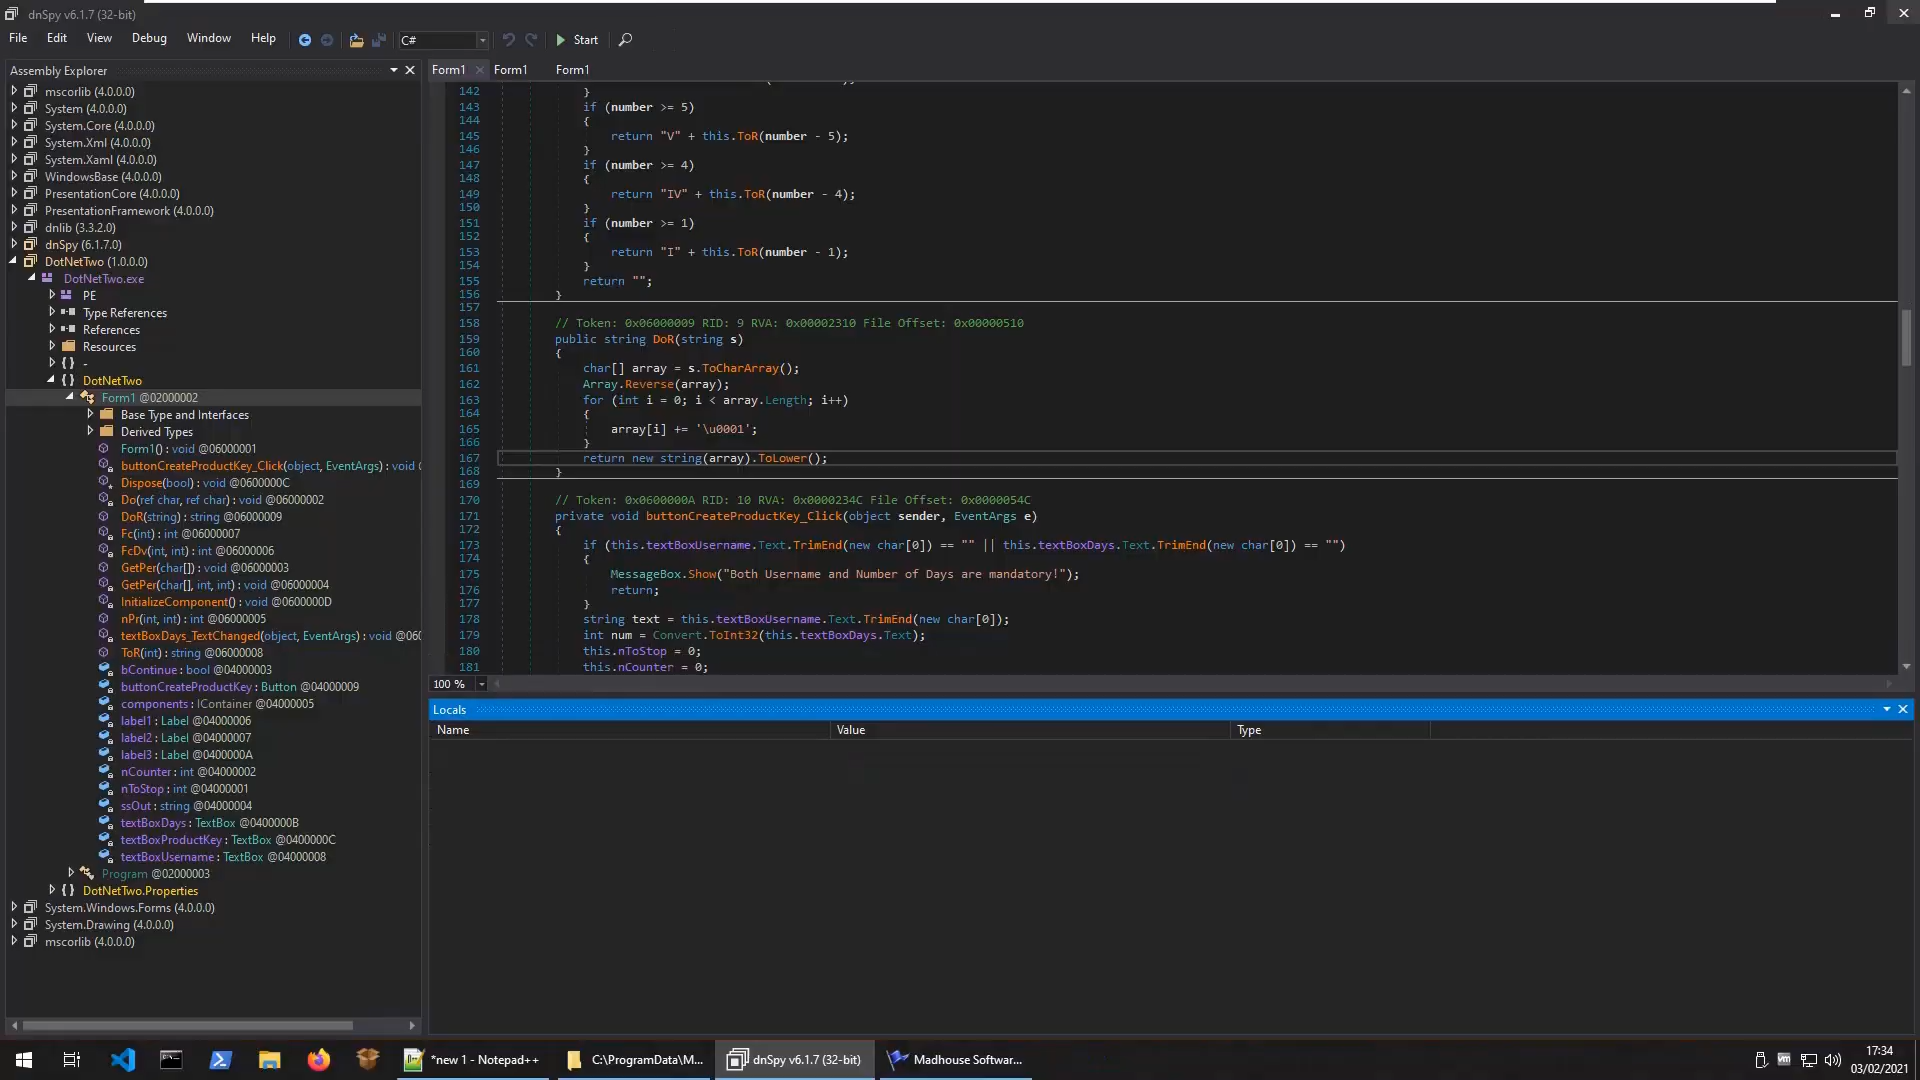 dnSpy v6.1.7 (32-bit)
File Edit View Debug Window Help C# Start
Assembly Explorer
mscorlib (4.0.0.0)
System (4.0.0.0)
System.Core (4.0.0.0)
System.Xml (4.0.0.0)
System.Xaml (4.0.0.0)
WindowsBase (4.0.0.0)
PresentationCore (4.0.0.0)
PresentationFramework (4.0.0.0)
dnlib (3.3.2.0)
dnSpy (6.1.7.0)
DotNetTwo (1.0.0.0)
DotNetTwo.exe
PE
Type References
References
Resources
{ } -
{ } DotNetTwo
Form1 @02000002
Base Type and Interfaces
Derived Types
Form1() : void @06000001
buttonCreateProductKey_Click(object, EventArgs) : void (
Dispose(bool) : void @0600000C
Do(ref char, ref char) : void @06000002
DoR(string) : string @06000009
Fc(int) : int @06000007
FcDv(int, int) : int @06000006
GetPer(char[]) : void @06000003
GetPer(char[], int, int) : void @06000004
InitializeComponent() : void @0600000D
nPr(int, int) : int @06000005
textBoxDays_TextChanged(object, EventArgs) : void @060
ToR(int) : string @06000008
bContinue : bool @04000003
buttonCreateProductKey : Button @04000009
components : IContainer @04000005
label1 : Label @04000006
label2 : Label @04000007
label3 : Label @0400000A
nCounter : int @04000002
nToStop : int @04000001
ssOut : string @04000004
textBoxDays : TextBox @0400000B
textBoxProductKey : TextBox @0400000C
textBoxUsername : TextBox @04000008
Program @02000003
{ } DotNetTwo.Properties
System.Windows.Forms (4.0.0.0)
System.Drawing (4.0.0.0)
mscorlib (4.0.0.0)
Form1 Form1 Form1
142 }
143 if (number >= 5)
144 {
145 return "V" + this.ToR(number - 5);
146 }
147 if (number >= 4)
148 {
149 return "IV" + this.ToR(number - 4);
150 }
151 if (number >= 1)
152 {
153 return "I" + this.ToR(number - 1);
154 }
155 return "";
156 }
157
158 // Token: 0x06000009 RID: 9 RVA: 0x00002310 File Offset: 0x00000510
159 public string DoR(string s)
160 {
161 char[] array = s.ToCharArray();
162 Array.Reverse(array);
163 for (int i = 0; i < array.Length; i++)
164 {
165 array[i] += '\u0001';
166 }
167 return new string(array).ToLower();
168 }
169
170 // Token: 0x0600000A RID: 10 RVA: 0x0000234C File Offset: 0x0000054C
171 private void buttonCreateProductKey_Click(object sender, EventArgs e)
172 {
173 if (this.textBoxUsername.Text.TrimEnd(new char[0]) == "" || this.textBoxDays.Text.TrimEnd(new char[0]) == "")
174 {
175 MessageBox.Show("Both Username and Number of Days are mandatory!");
176 return;
177 }
178 string text = this.textBoxUsername.Text.TrimEnd(new char[0]);
179 int num = Convert.ToInt32(this.textBoxDays.Text);
180 this.nToStop = 0;
181 this.nCounter = 0;
100 %
Locals
Name Value Type
*new 1 - Notepad++ C:\ProgramData\M... dnSpy v6.1.7 (32-bit) Madhouse Softwar...
17:34
03/02/2021